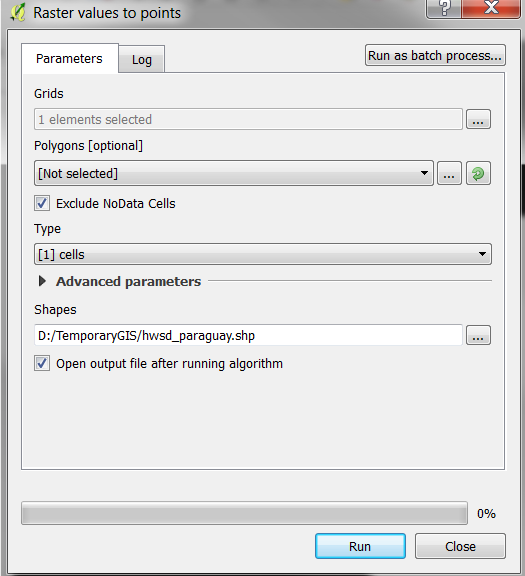 Raster values to points
Parameters
Log
Run as batch process...
Grids
1 elements selected
...
Polygons [optional]
[Not selected]
...
Exclude NoData Cells
Type
[1] cells
Advanced parameters
Shapes
D:/TemporaryGIS/hwsd_paraguay.shp
...
Open output file after running algorithm
0%
Run
Close